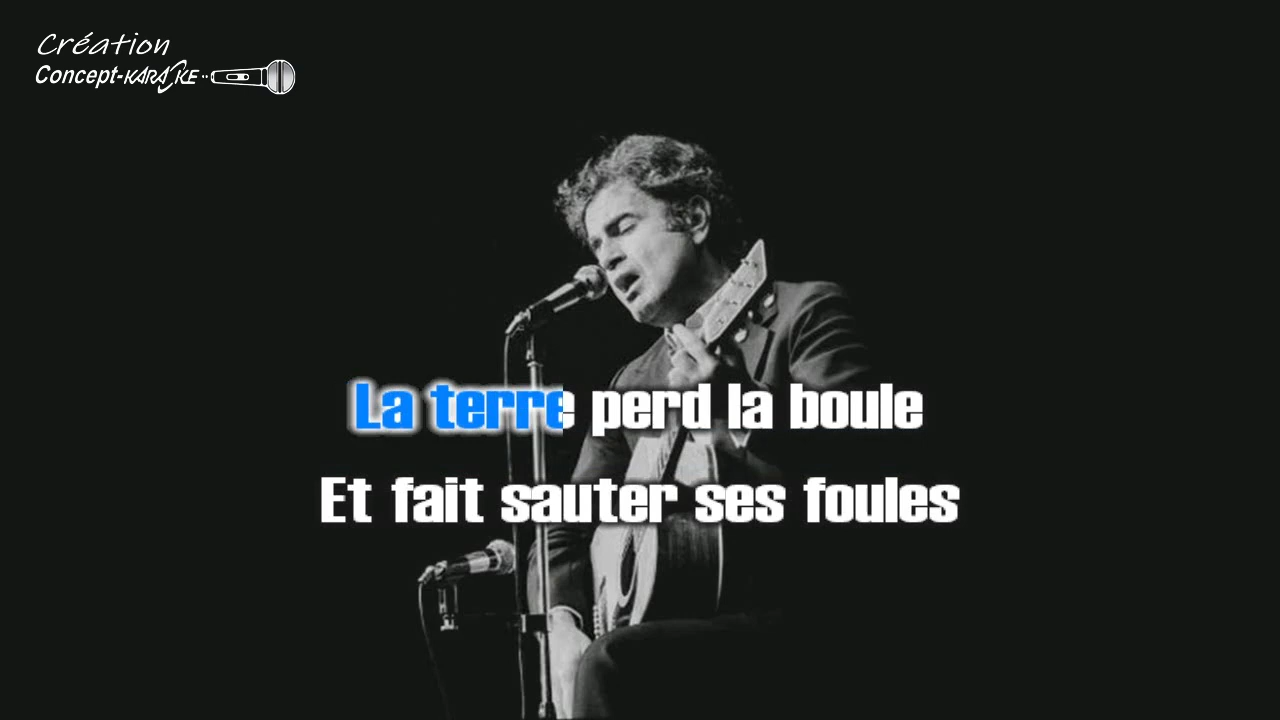 Création
Concept-KARAOKE
La terre perd la boule
Et fait sauter ses foules